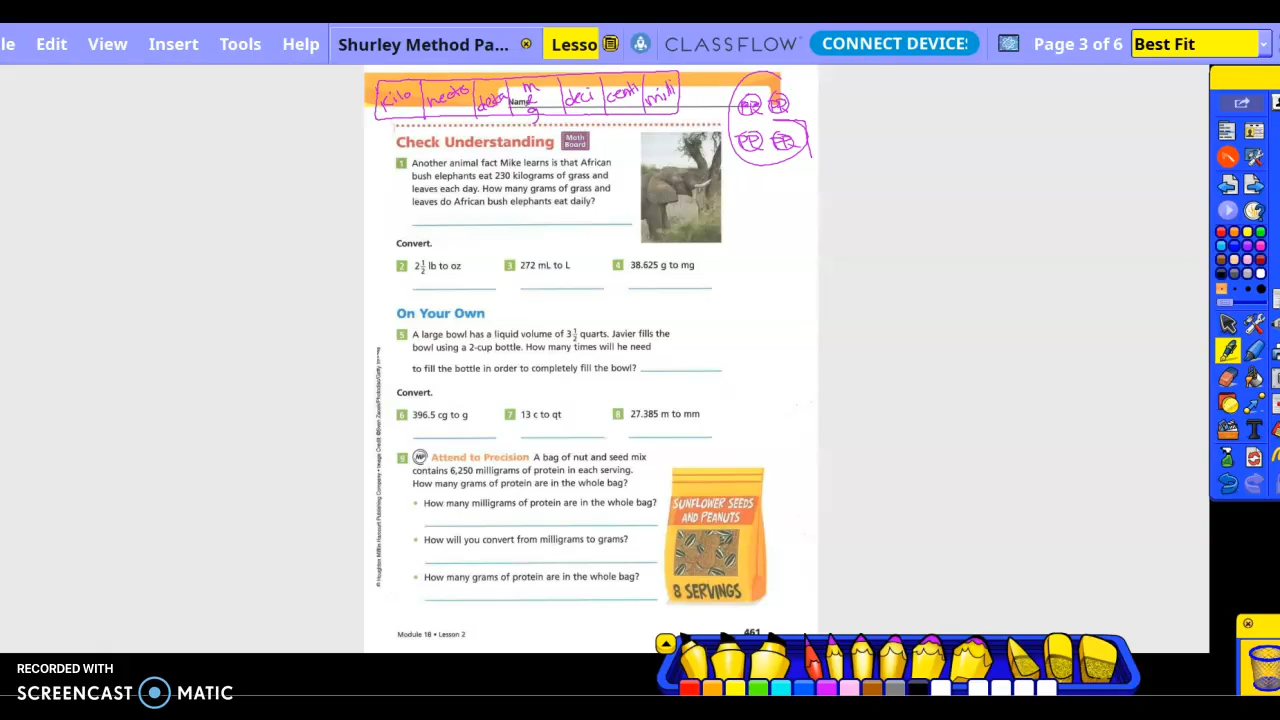 le Edit View Insert Tools Help Shurley Method Pa... Lesso CLASSFLOW CONNECT DEVICES Page 3 of 6 Best Fit
Kilo hecto deka m l g deci centi milli
Name
Check Understanding Math Board
1 Another animal fact Mike learns is that African
bush elephants eat 230 kilograms of grass and
leaves each day. How many grams of grass and
leaves do African bush elephants eat daily?
Convert.
2 2 1/2 lb to oz 3 272 mL to L 4 38.625 g to mg
On Your Own
5 A large bowl has a liquid volume of 3 1/2 quarts. Javier fills the
bowl using a 2-cup bottle. How many times will he need
to fill the bottle in order to completely fill the bowl?
Convert.
6 396.5 cg to g 7 13 c to qt 8 27.385 m to mm
9 MP Attend to Precision A bag of nut and seed mix
contains 6,250 milligrams of protein in each serving.
How many grams of protein are in the whole bag?
• How many milligrams of protein are in the whole bag?
• How will you convert from milligrams to grams?
• How many grams of protein are in the whole bag?
SUNFLOWER SEEDS
AND PEANUTS
8 SERVINGS
Module 18 • Lesson 2
461
RECORDED WITH
SCREENCAST MATIC